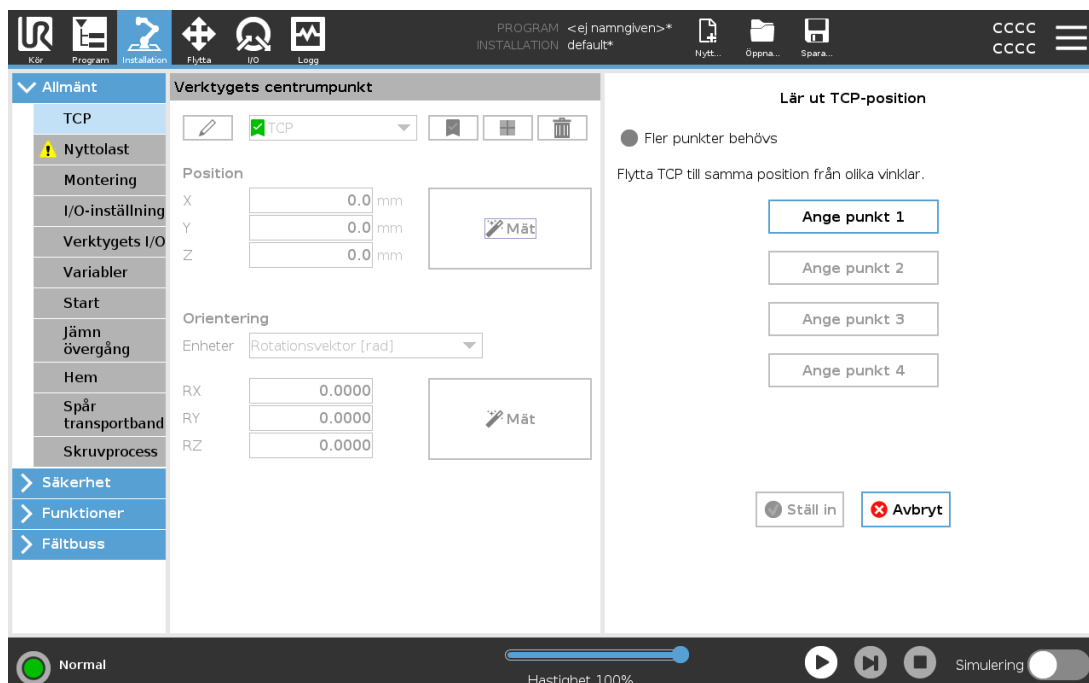 UR
Kör
Program
Installation
Flytta
I/O
Logg
PROGRAM <ej namngiven>*
INSTALLATION default*
Nytt...
Öppna...
Spara...
CCCC
CCCC
Allmänt
TCP
Nyttolast
Montering
I/O-inställning
Verktygets I/O
Variabler
Start
Jämn
övergång
Hem
Spår
transportband
Skruvprocess
Säkerhet
Funktioner
Fältbuss
Verktygets centrumpunkt
TCP
Position
X 0.0 mm
Y 0.0 mm
Z 0.0 mm
Mät
Orientering
Enheter Rotationsvektor [rad]
RX 0.0000
RY 0.0000
RZ 0.0000
Mät
Lär ut TCP-position
Fler punkter behövs
Flytta TCP till samma position från olika vinklar.
Ange punkt 1
Ange punkt 2
Ange punkt 3
Ange punkt 4
Ställ in
Avbryt
Normal
Hastighet 100%
Simulering